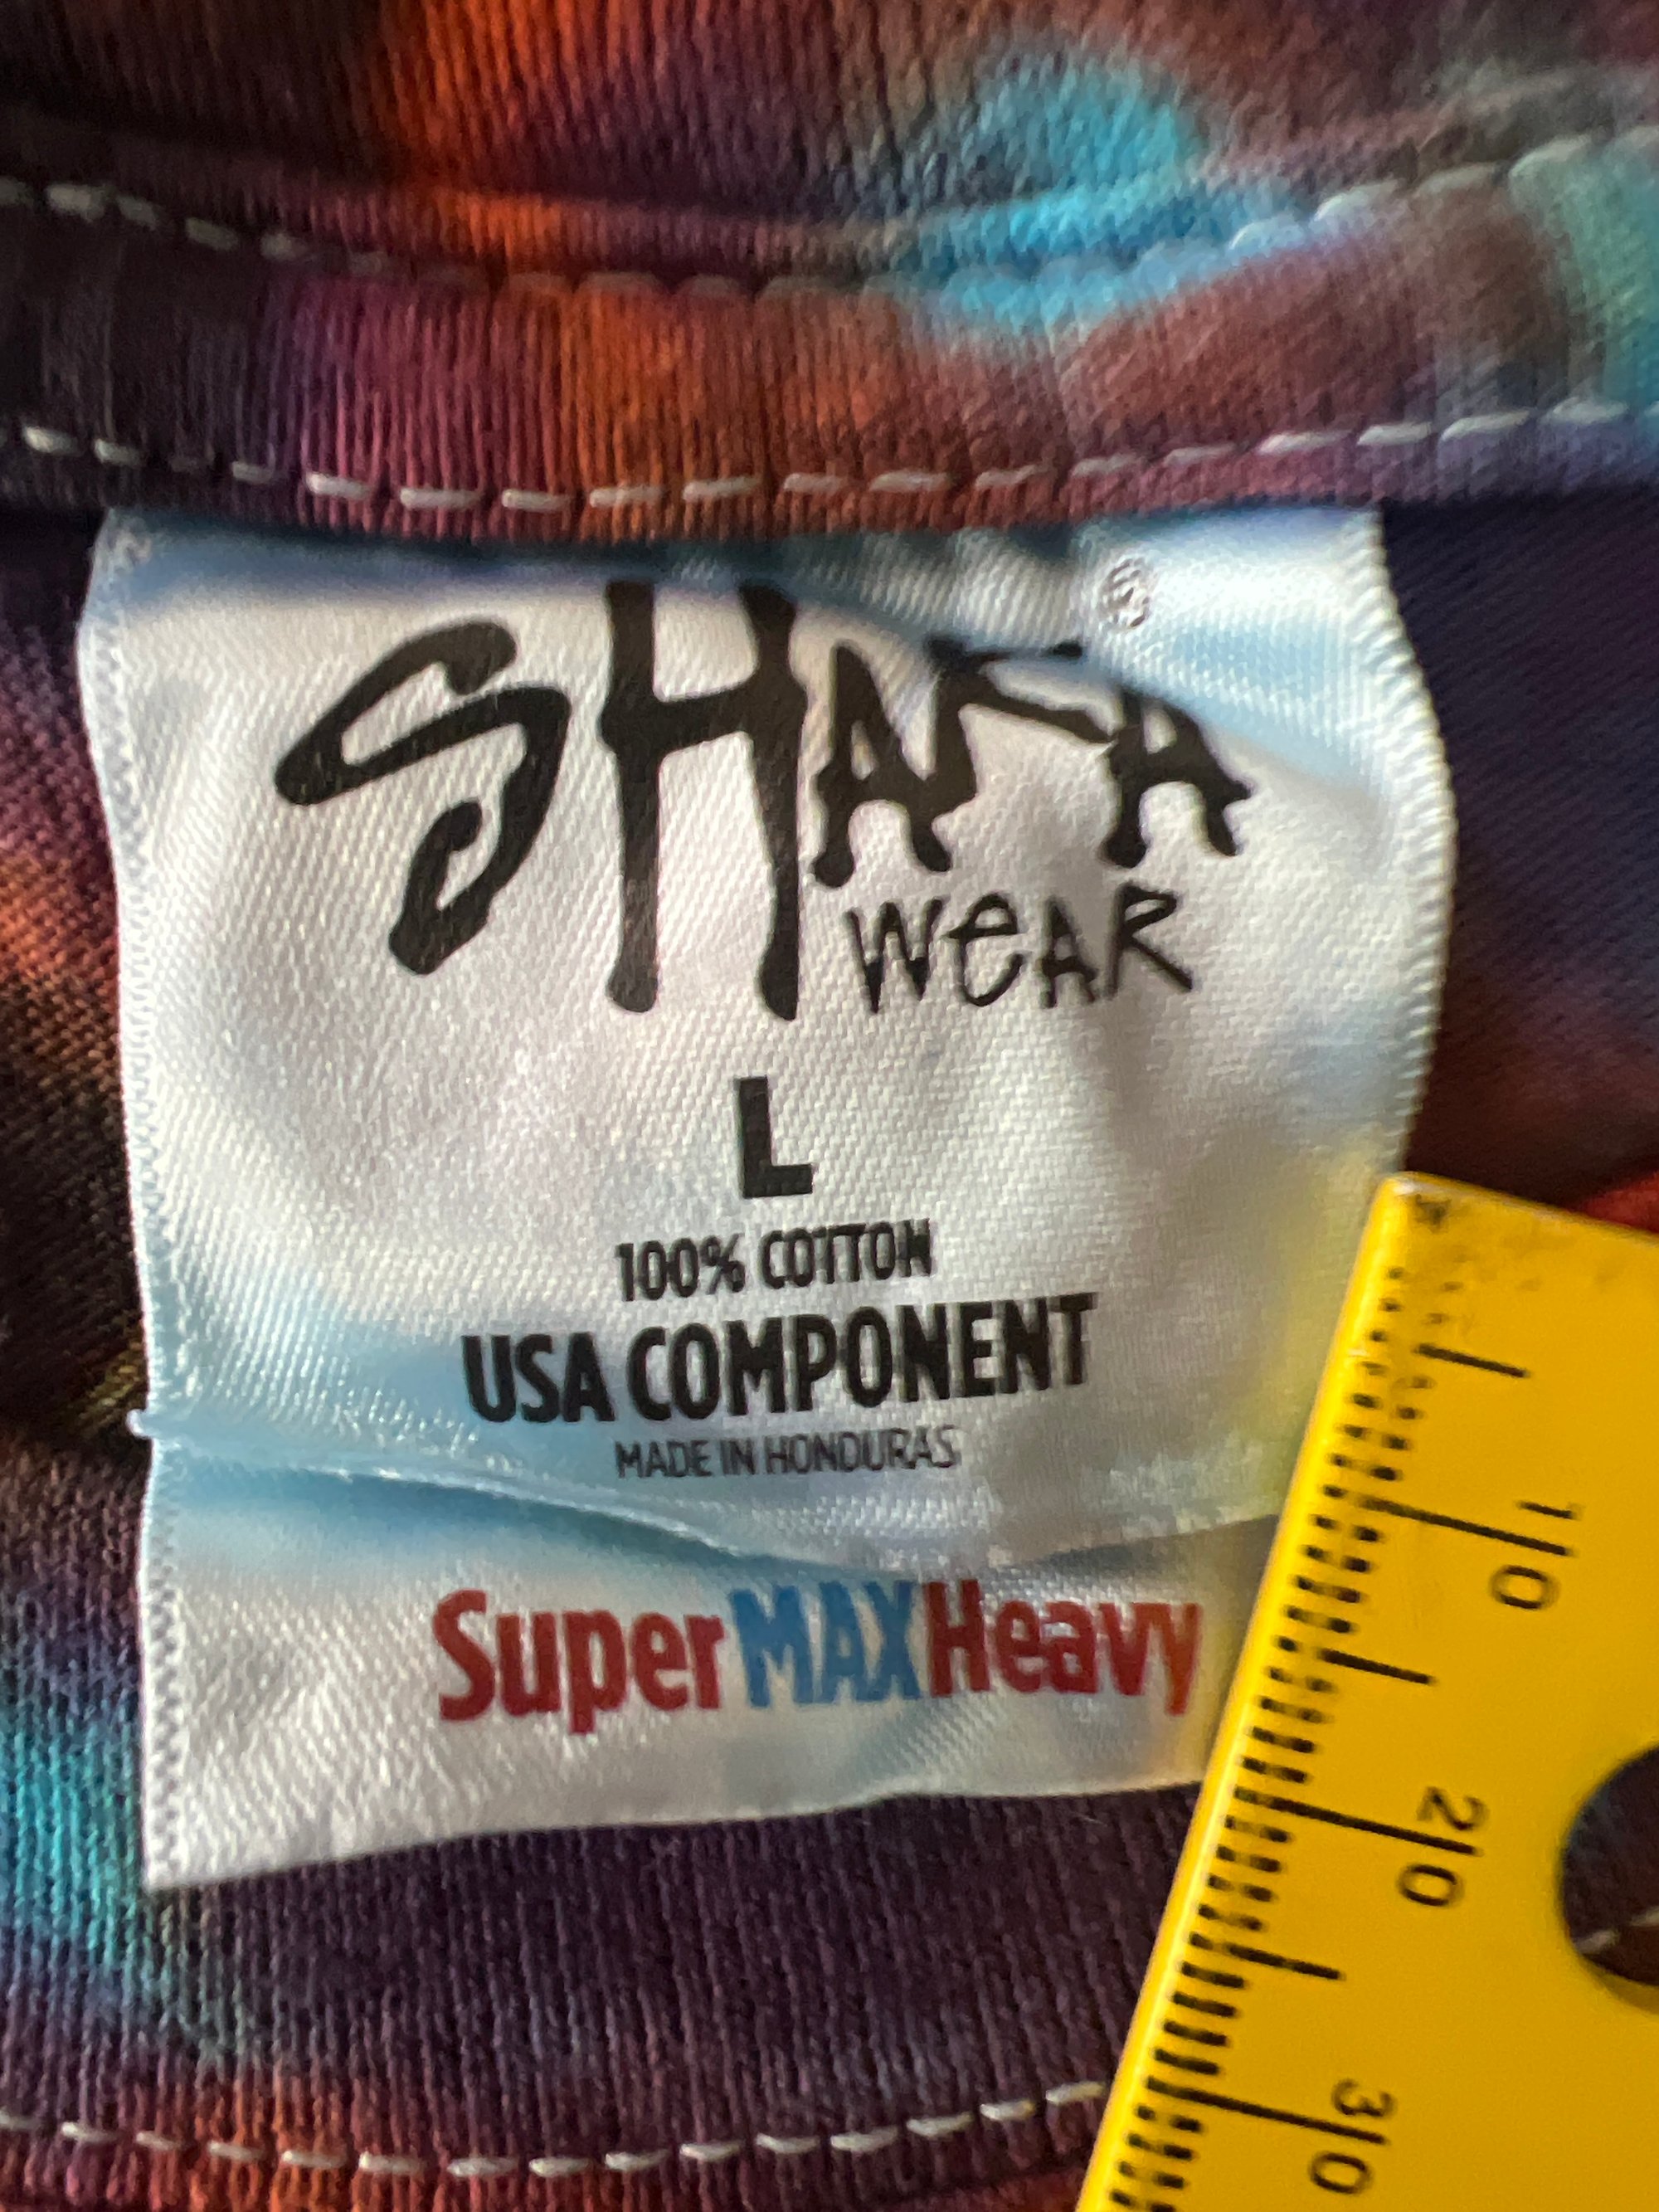 SHAKA
WEAR
L
100% COTTON
USA COMPONENT
MADE IN HONDURAS
SuperMAXHeavy
10
20
30